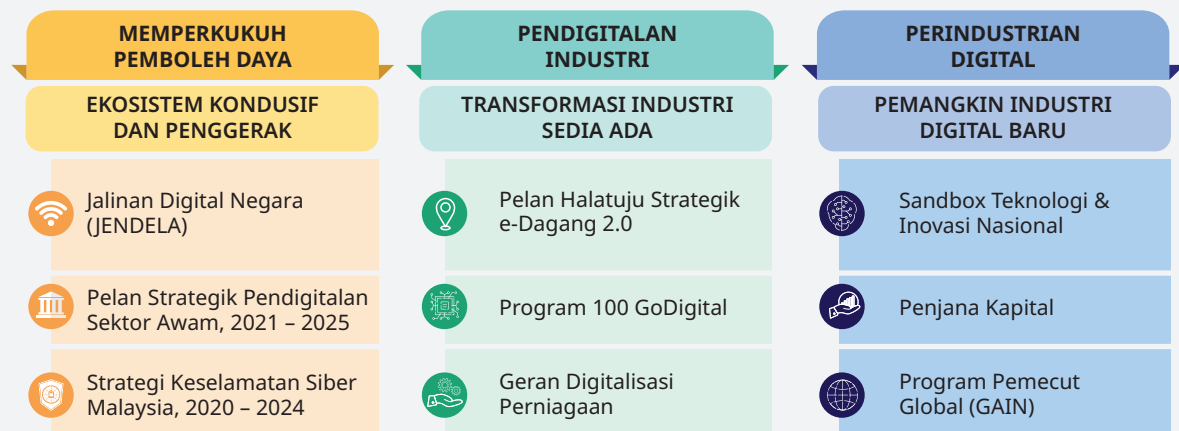 MEMPERKUKUH
PEMBOLEH DAYA
EKOSISTEM KONDUSIF
DAN PENGGERAK
Jalinan Digital Negara
(JENDELA)
Pelan Strategik Pendigitalan
Sektor Awam, 2021 – 2025
Strategi Keselamatan Siber
Malaysia, 2020 – 2024
PENDIGITALAN
INDUSTRI
TRANSFORMASI INDUSTRI
SEDIA ADA
Pelan Halatuju Strategik
e-Dagang 2.0
Program 100 GoDigital
Geran Digitalisasi
Perniagaan
PERINDUSTRIAN
DIGITAL
PEMANGKIN INDUSTRI
DIGITAL BARU
Sandbox Teknologi &
Inovasi Nasional
Penjana Kapital
Program Pemecut
Global (GAIN)